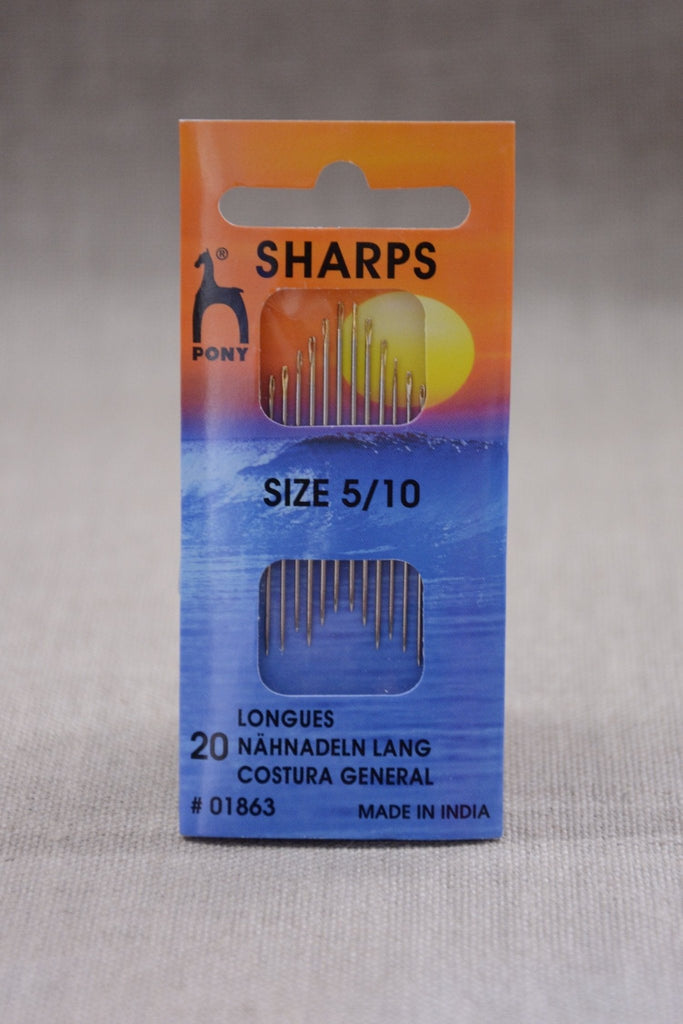 SHARPS
®
PONY
SIZE 5/10
20
LONGUES
NÄHNADELN LANG
COSTURA GENERAL
# 01863
MADE IN INDIA